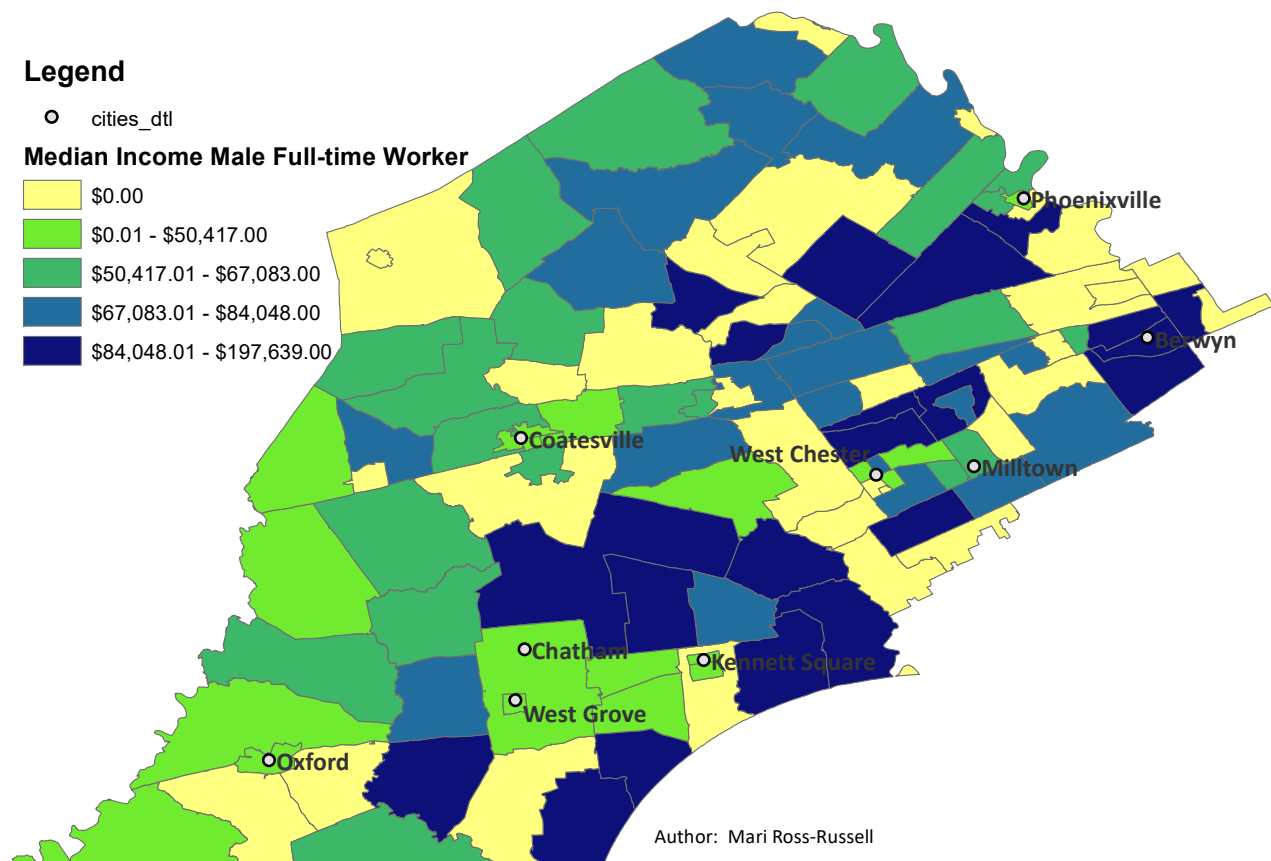 Legend
cities_dtl
Median Income Male Full-time Worker
$0.00
$0.01 - $50,417.00
$50,417.01 - $67,083.00
$67,083.01 - $84,048.00
$84,048.01 - $197,639.00
Phoenixville
Berwyn
Coatesville
West Chester
Milltown
Chatham
Kennett Square
West Grove
Oxford
Author: Mari Ross-Russell